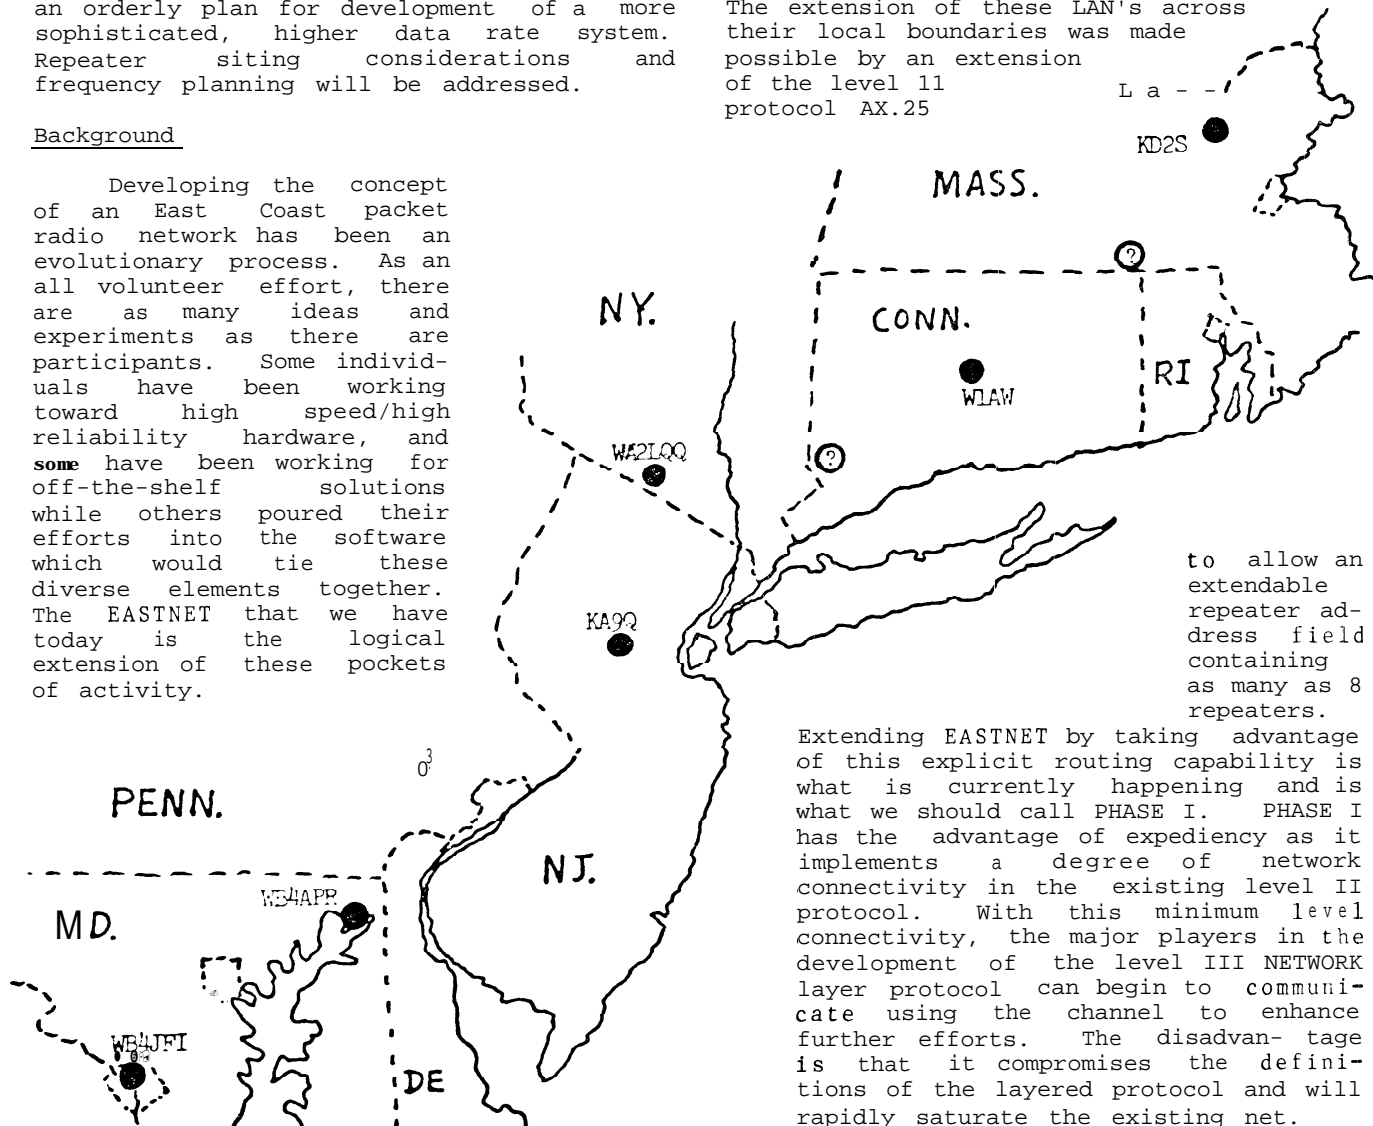 an orderly plan for development of a more
sophisticated, higher data rate system.
Repeater siting considerations and
frequency planning will be addressed.
Background
Developing the concept
of an East Coast packet
radio network has been an
evolutionary process. As an
all volunteer effort, there
are as many ideas and
experiments as there are
participants. Some individ-
uals have been working
toward high speed/high
reliability hardware, and
some have been working for
off-the-shelf solutions
while others poured their
efforts into the software
which would tie these
diverse elements together.
The EASTNET that we have
today is the logical
extension of these pockets
of activity.
The extension of these LAN's across
their local boundaries was made
possible by an extension
of the level 11
protocol AX.25
to allow an
extendable
repeater ad-
dress field
containing
as many as 8
repeaters.
Extending EASTNET by taking advantage
of this explicit routing capability is
what is currently happening and is
what we should call PHASE I. PHASE I
has the advantage of expediency as it
implements a degree of network
connectivity in the existing level II
protocol. With this minimum level
connectivity, the major players in the
development of the level III NETWORK
layer protocol can begin to communi-
cate using the channel to enhance
further efforts. The disadvan- tage
is that it compromises the defini-
tions of the layered protocol and will
rapidly saturate the existing net.
La--
KD2S
MASS.
?
NY.
CONN.
RI
W1AW
WA2LQQ
?
KA9Q
PENN.
NJ.
WB4APR
MD.
WB4JFI
DE